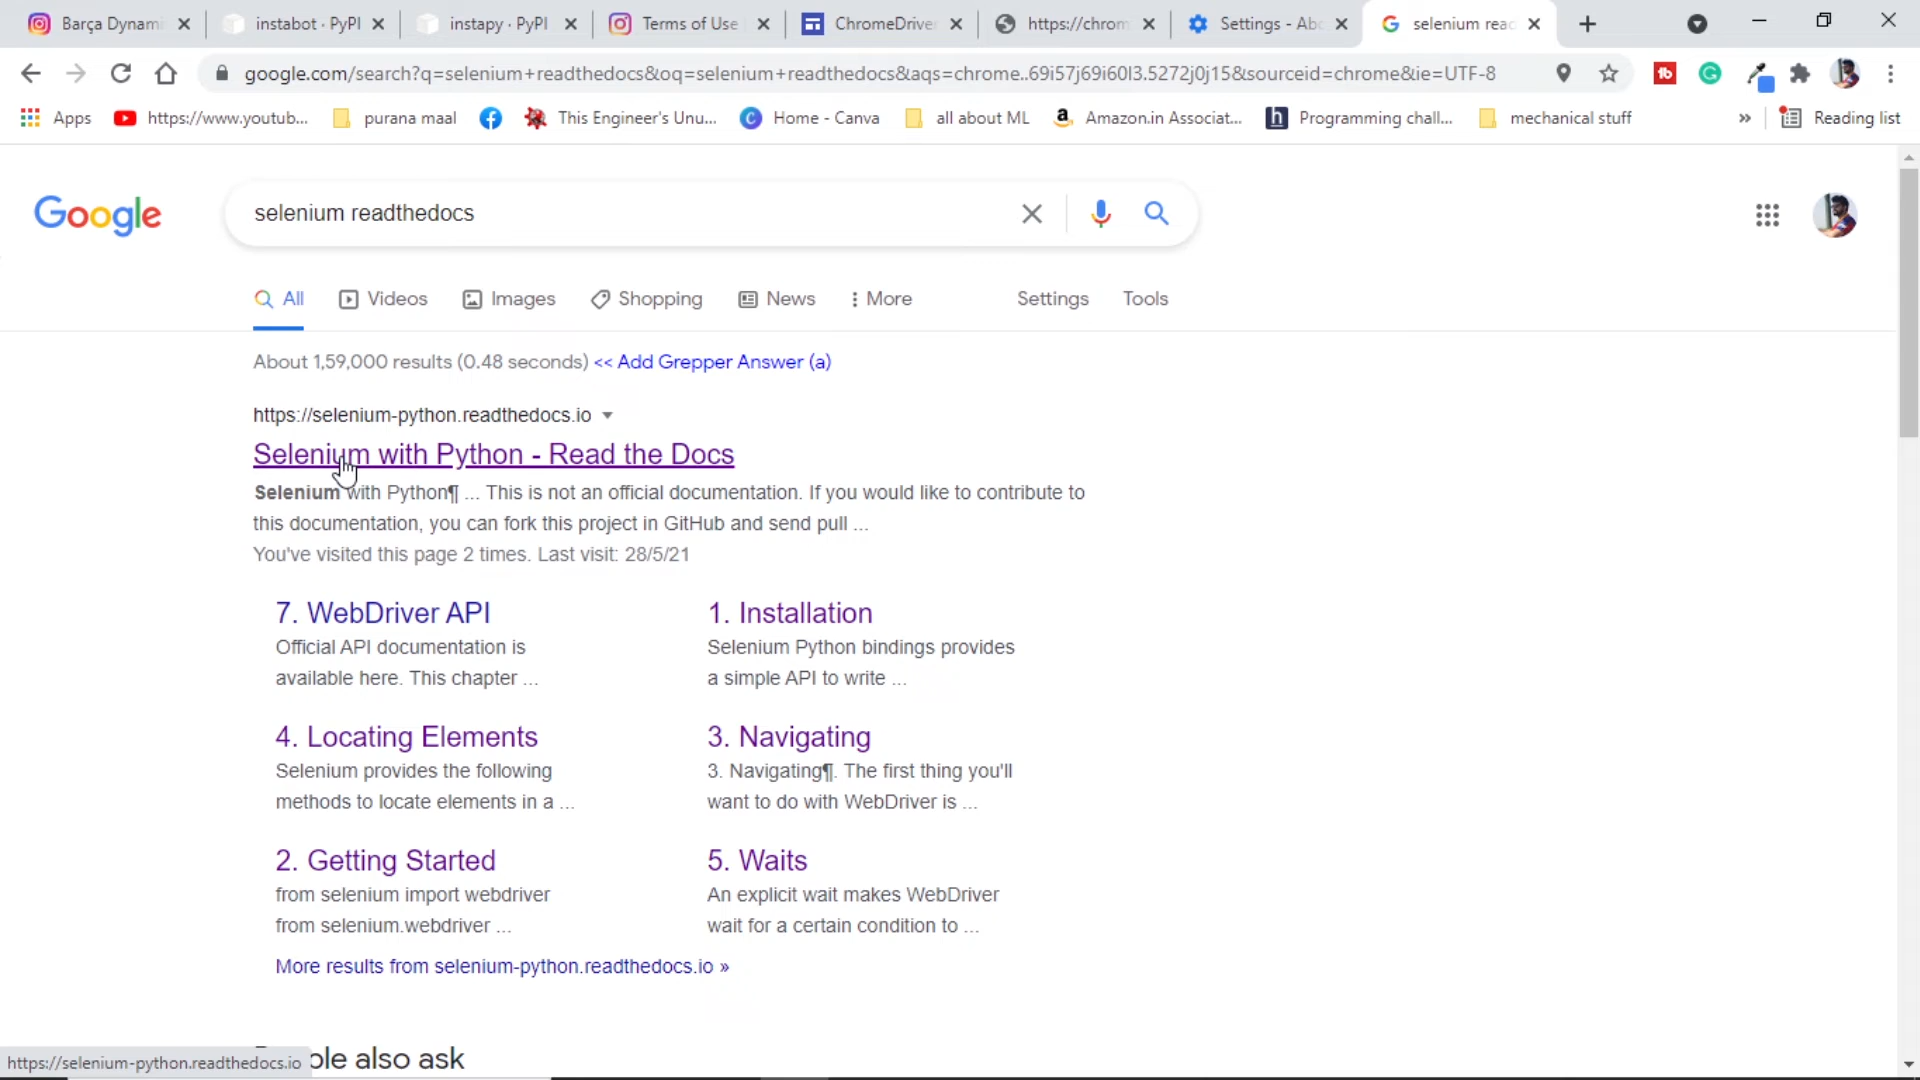 Barça Dynami
instabot · PyPI
instapy · PyPI
Terms of Use
ChromeDriver
https://chrom
Settings - Abo
selenium read
google.com/search?q=selenium+readthedocs&oq=selenium+readthedocs&aqs=chrome..69i57j69i60l3.5272j0j15&sourceid=chrome&ie=UTF-8
Apps
https://www.youtub...
purana maal
This Engineer's Unu...
Home - Canva
all about ML
Amazon.in Associat...
Programming chall...
mechanical stuff
»
Reading list
Google
selenium readthedocs
All
Videos
Images
Shopping
News
More
Settings
Tools
About 1,59,000 results (0.48 seconds) << Add Grepper Answer (a)
https://selenium-python.readthedocs.io
Selenium with Python - Read the Docs
Selenium with Python¶ ... This is not an official documentation. If you would like to contribute to
this documentation, you can fork this project in GitHub and send pull ...
You've visited this page 2 times. Last visit: 28/5/21
7. WebDriver API
Official API documentation is
available here. This chapter ...
1. Installation
Selenium Python bindings provides
a simple API to write ...
4. Locating Elements
Selenium provides the following
methods to locate elements in a ...
3. Navigating
3. Navigating¶. The first thing you'll
want to do with WebDriver is ...
2. Getting Started
from selenium import webdriver
from selenium.webdriver ...
5. Waits
An explicit wait makes WebDriver
wait for a certain condition to ...
More results from selenium-python.readthedocs.io »
ople also ask
https://selenium-python.readthedocs.io